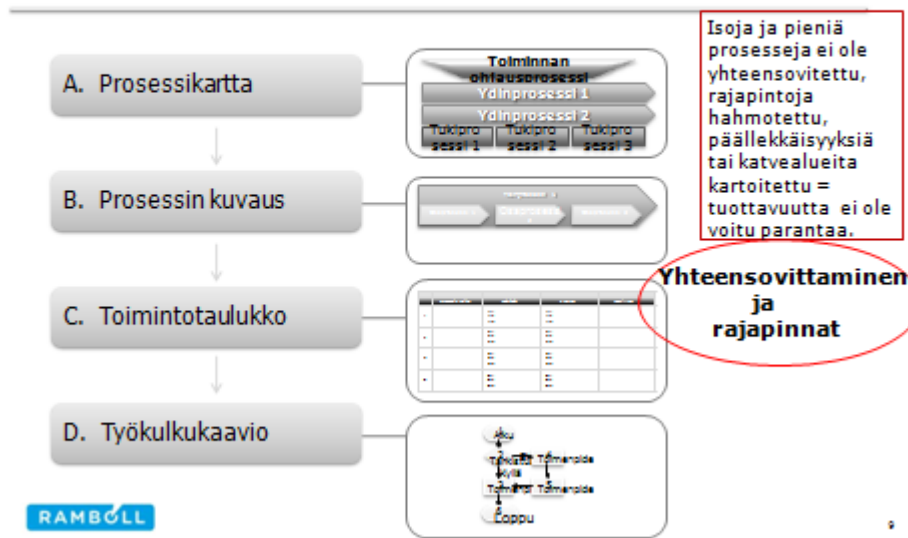 A. Prosessikartta
Toiminnan
ohjausprosessi
Ydinprosessi 1
Ydinprosessi 2
Tukipro
sessi 1
Tukipro
sessi 2
Tukipro
sessi 3
Isoja ja pieniä
prosesseja ei ole
yhteensovitettu,
rajapintoja
hahmotettu,
päällekkäisyyksiä
tai katvealueita
kartoitettu =
tuottavuutta ei ole
voitu parantaa.
B. Prosessin kuvaus
Yhteensovittaminen
ja
rajapinnat
C. Toimintotaulukko
D. Työkulkukaavio
Alku
Toimenpide
Kyllä
Toimenpide
Loppu
RAMBOLL
9